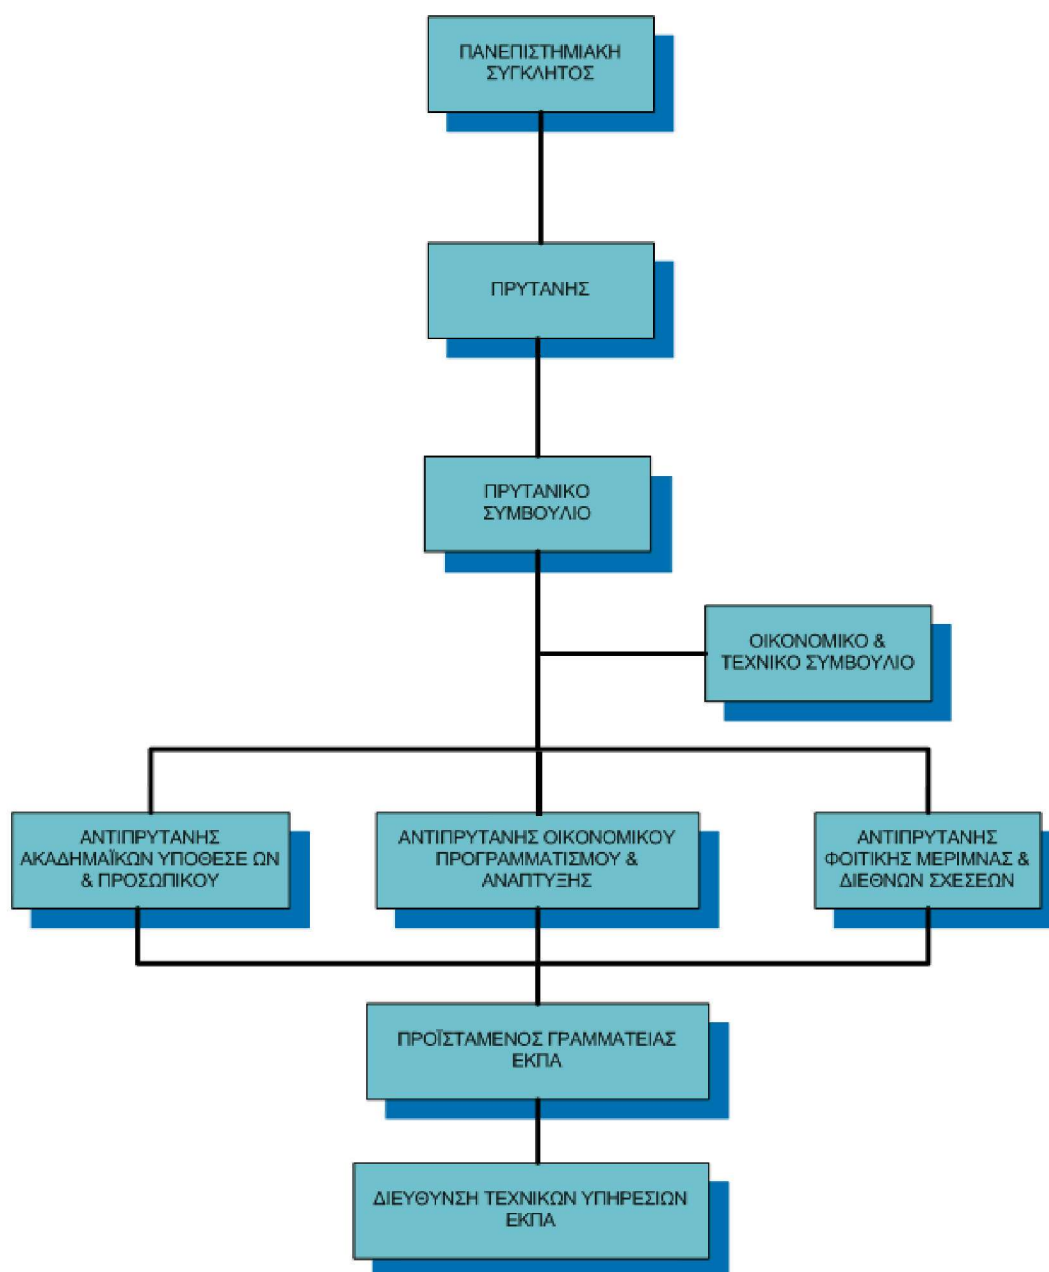 ΠΑΝΕΠΙΣΤΗΜΙΑΚΗ
ΣΥΓΚΛΗΤΟΣ
ΠΡΥΤΑΝΗΣ
ΠΡΥΤΑΝΙΚΟ
ΣΥΜΒΟΥΛΙΟ
ΟΙΚΟΝΟΜΙΚΟ &
ΤΕΧΝΙΚΟ ΣΥΜΒΟΥΛΙΟ
ΑΝΤΙΠΡΥΤΑΝΗΣ
ΑΚΑΔΗΜΑΪΚΩΝ ΥΠΟΘΕΣΕ ΩΝ
& ΠΡΟΣΩΠΙΚΟΥ
ΑΝΤΙΠΡΥΤΑΝΗΣ ΟΙΚΟΝΟΜΙΚΟΥ
ΠΡΟΓΡΑΜΜΑΤΙΣΜΟΥ &
ΑΝΑΠΤΥΞΗΣ
ΑΝΤΙΠΡΥΤΑΝΗΣ
ΦΟΙΤΙΚΗΣ ΜΕΡΙΜΝΑΣ &
ΔΙΕΘΝΩΝ ΣΧΕΣΕΩΝ
ΠΡΟΪΣΤΑΜΕΝΟΣ ΓΡΑΜΜΑΤΕΙΑΣ
ΕΚΠΑ
ΔΙΕΥΘΥΝΣΗ ΤΕΧΝΙΚΩΝ ΥΠΗΡΕΣΙΩΝ
ΕΚΠΑ